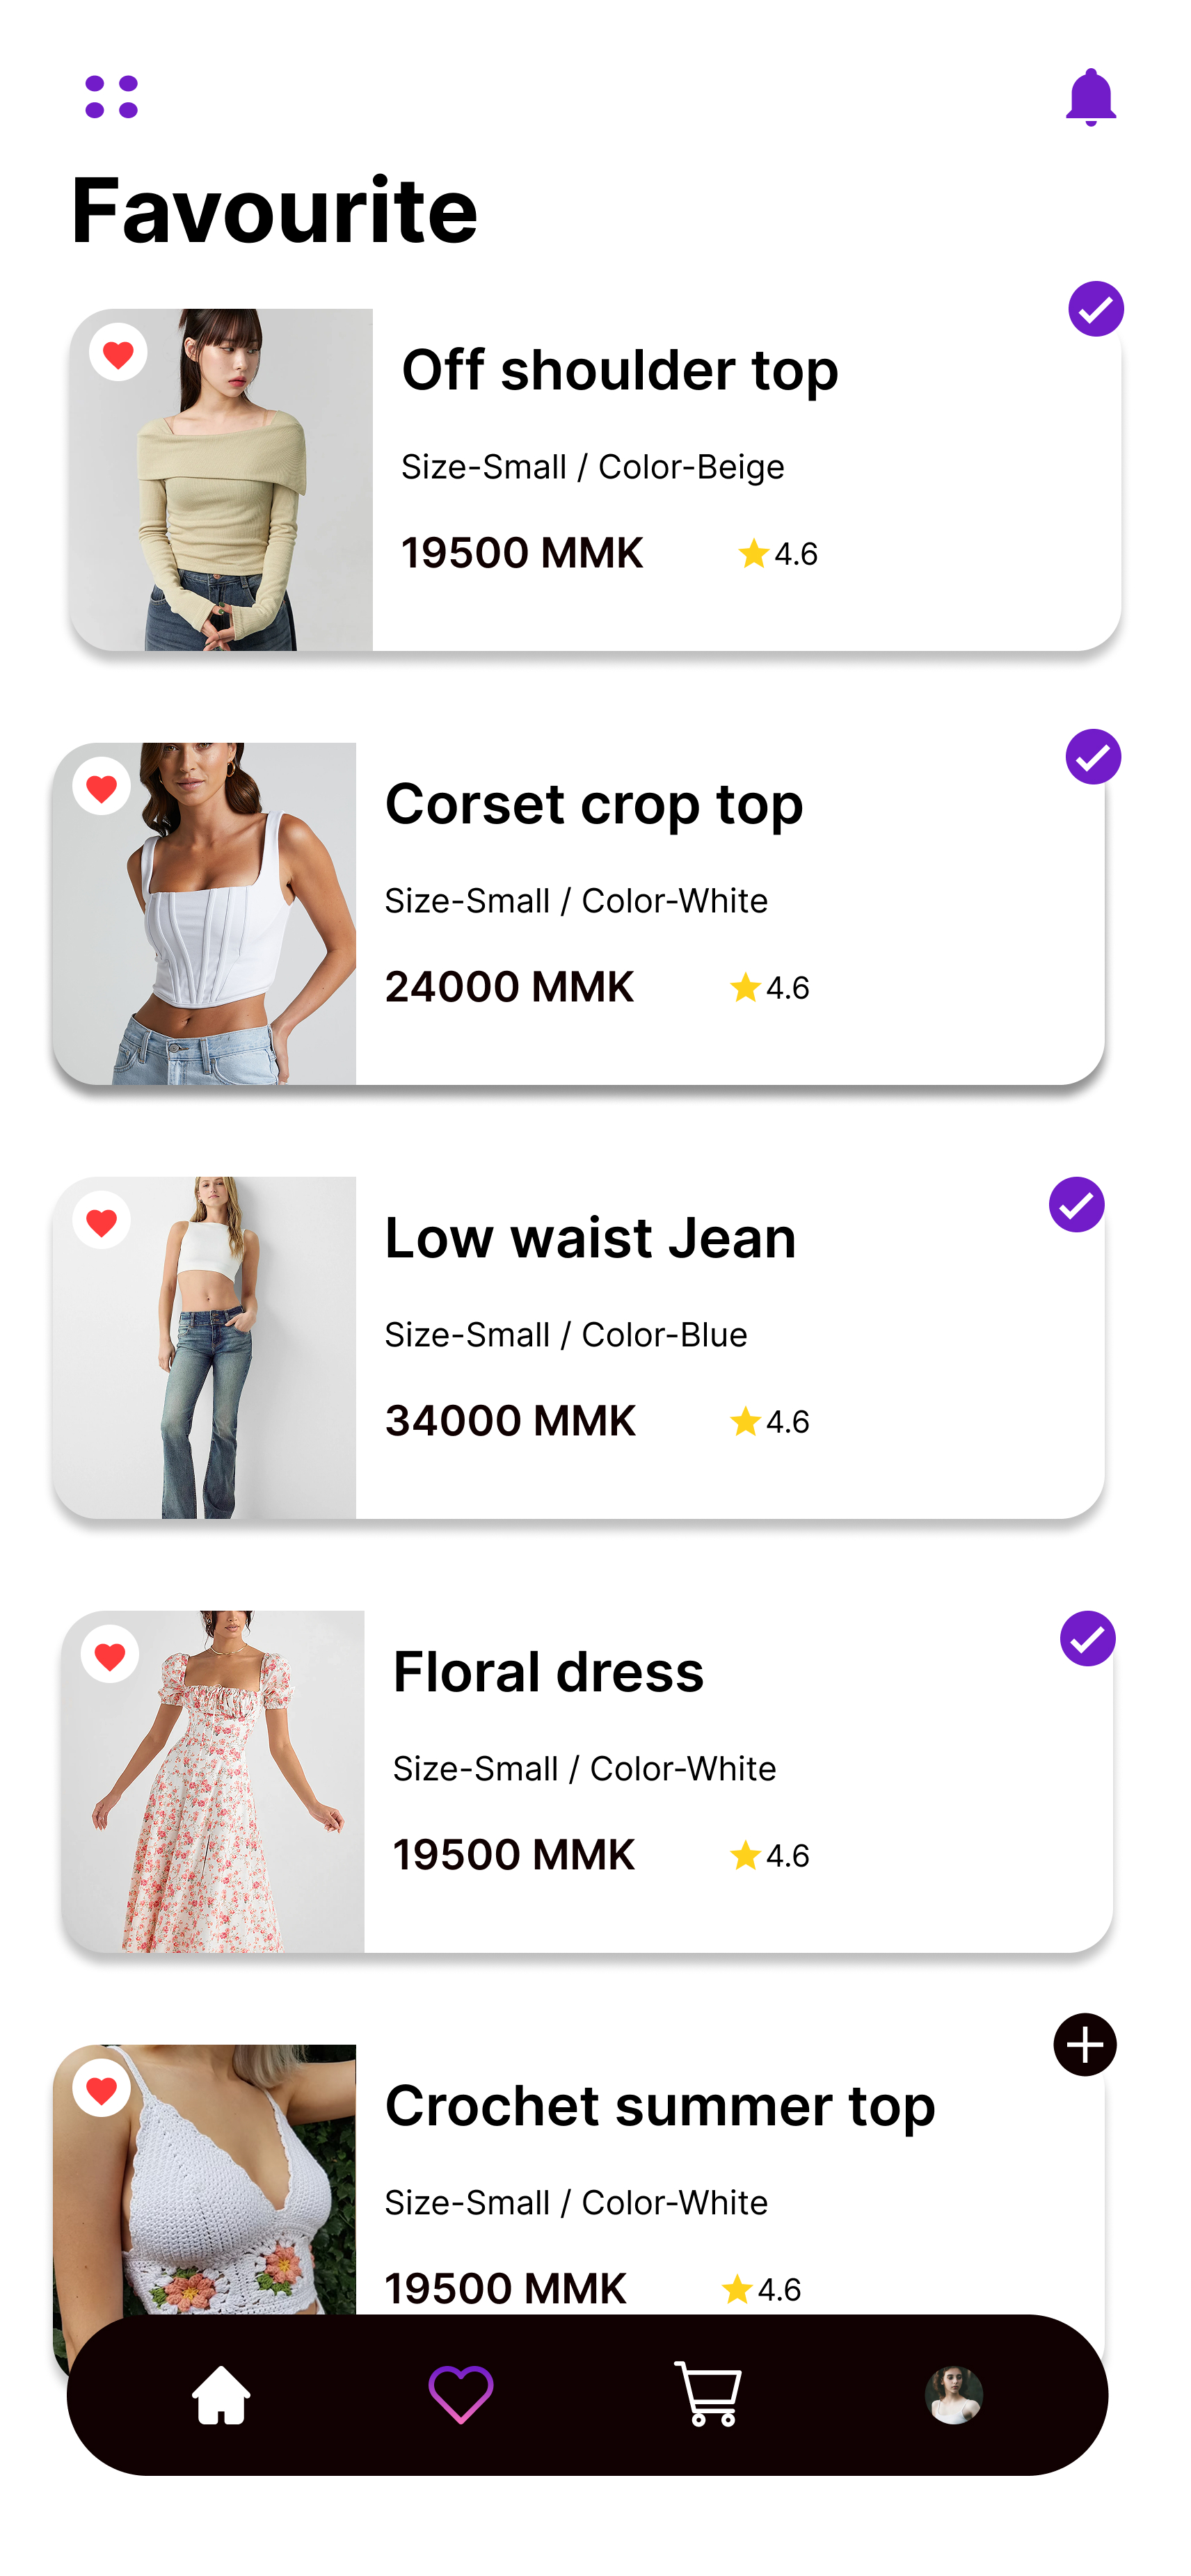 Favourite
Off shoulder top
Size-Small / Color-Beige
19500 MMK 4.6
Corset crop top
Size-Small / Color-White
24000 MMK 4.6
Low waist Jean
Size-Small / Color-Blue
34000 MMK 4.6
Floral dress
Size-Small / Color-White
19500 MMK 4.6
Crochet summer top
Size-Small / Color-White
19500 MMK 4.6